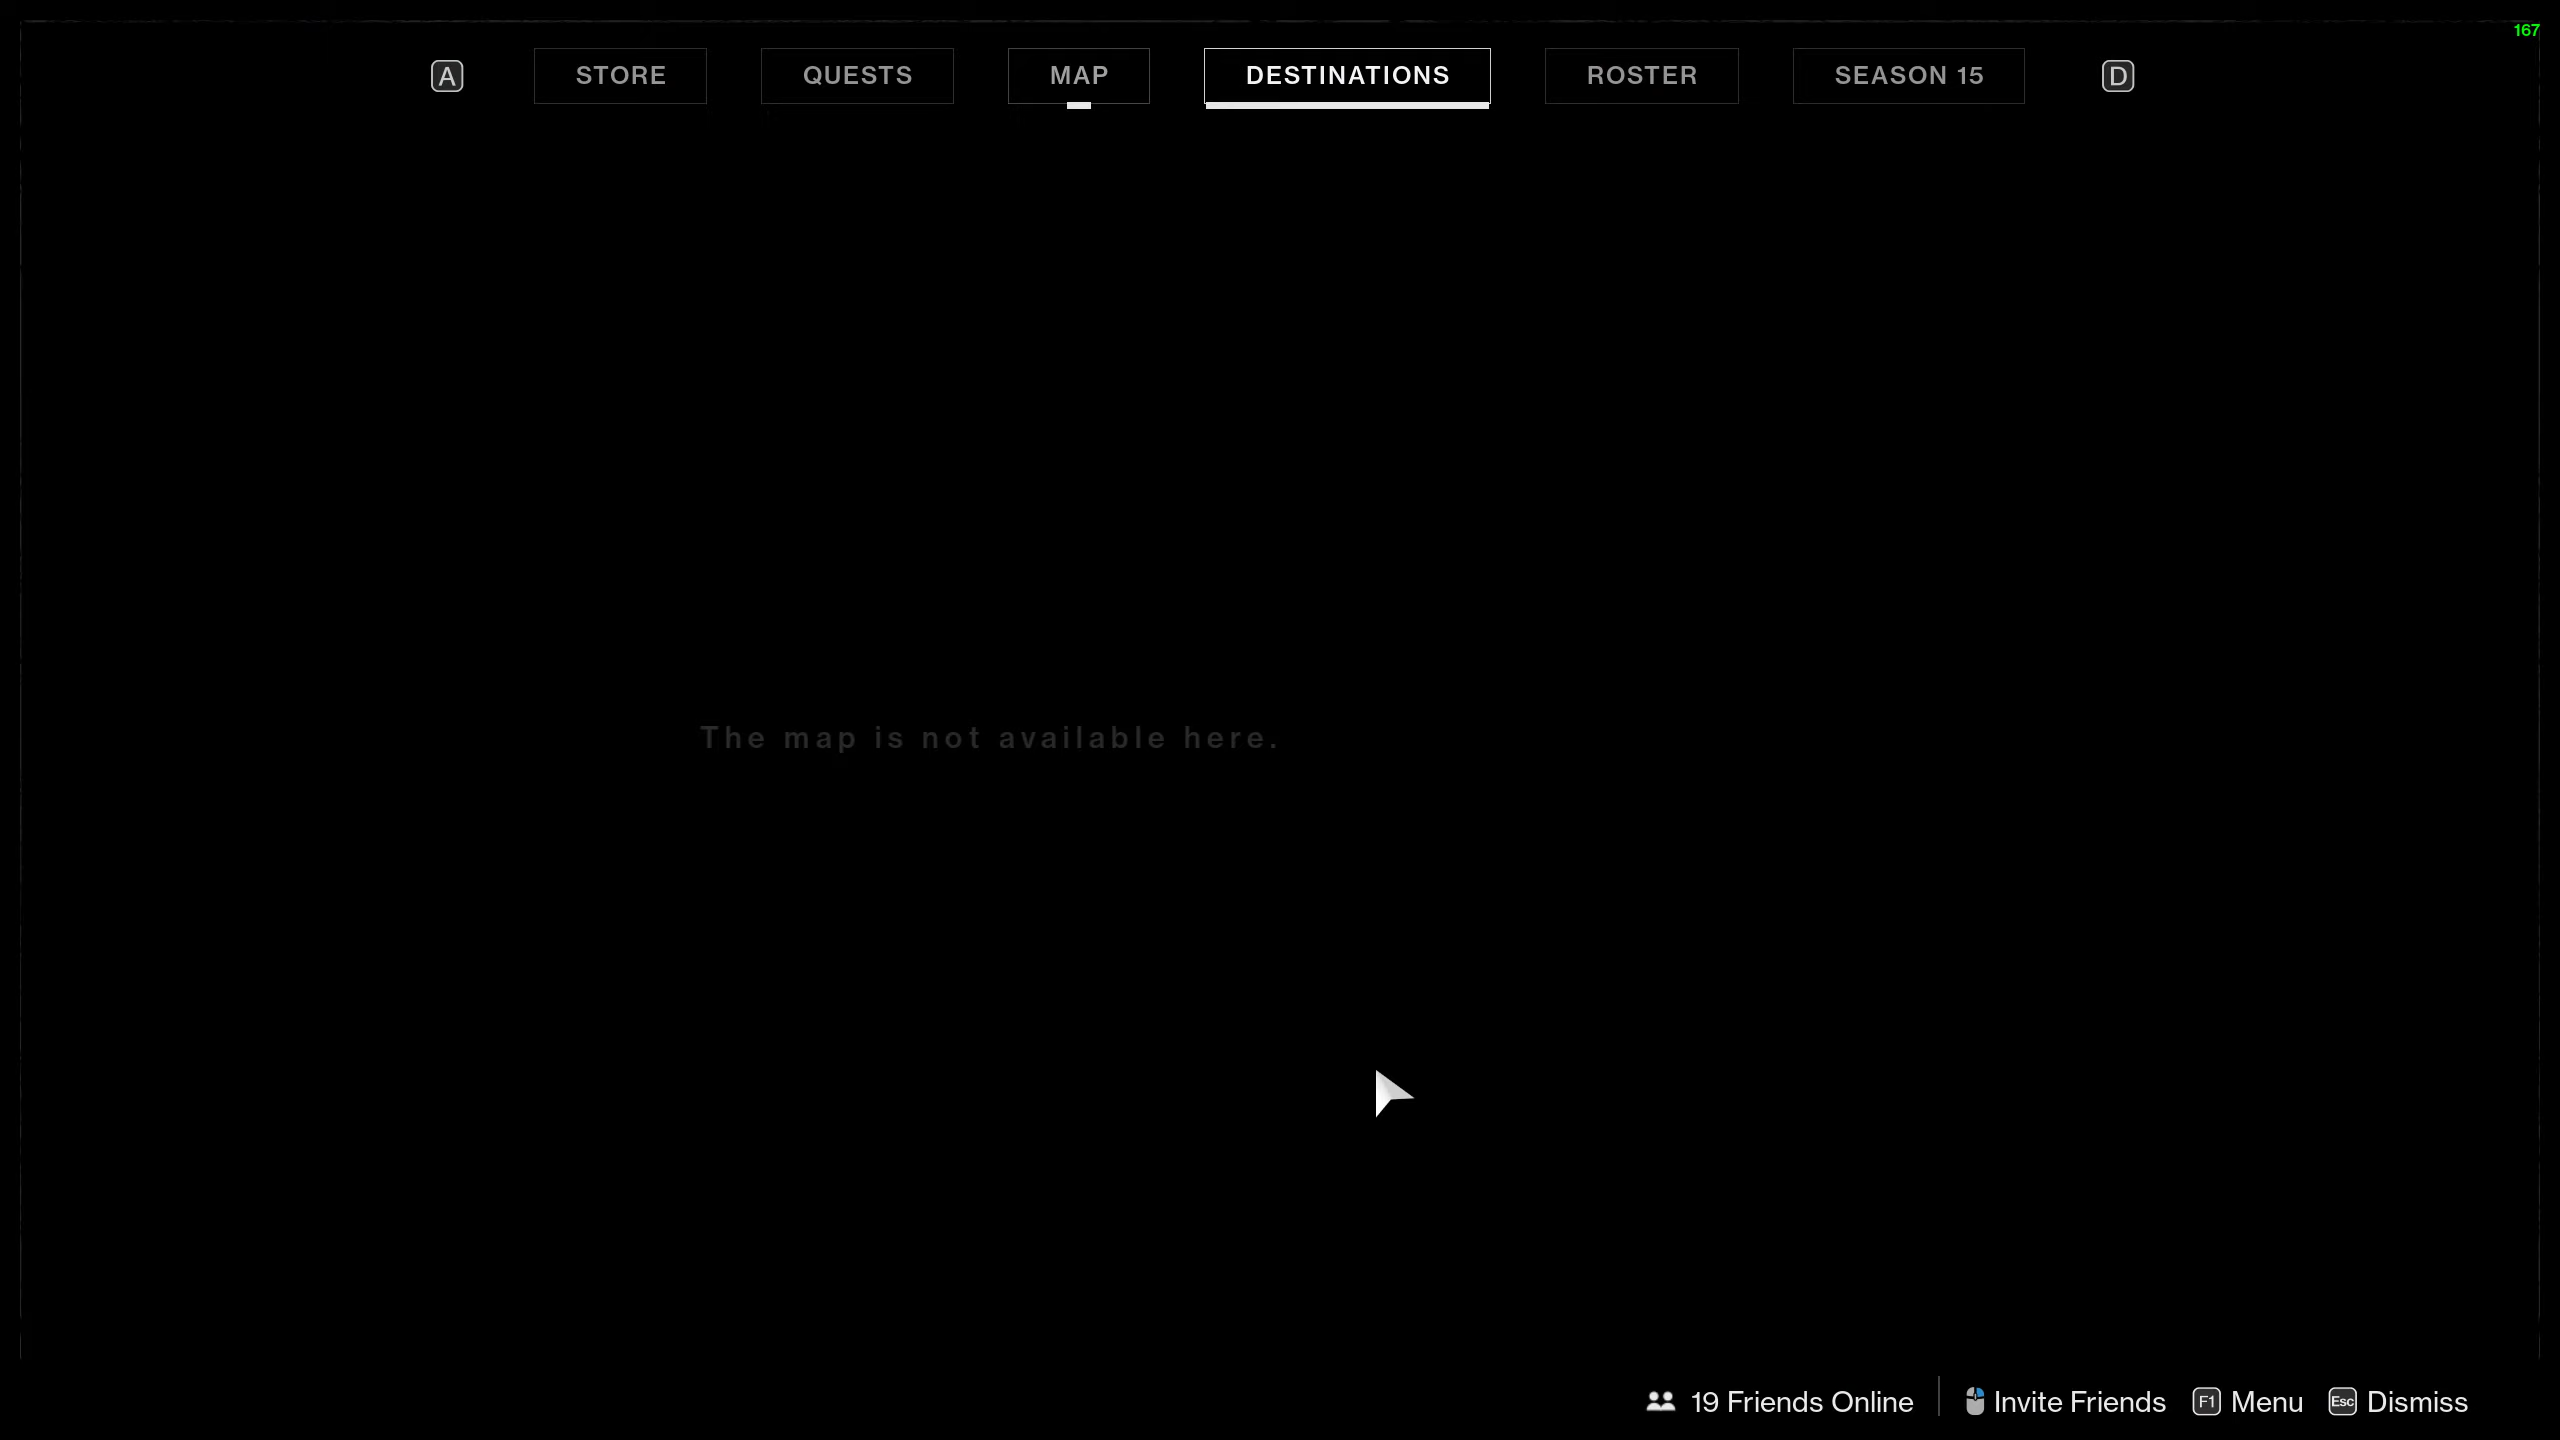 167
A STORE QUESTS MAP DESTINATIONS ROSTER SEASON 15 D
The map is not available here.
19 Friends Online Invite Friends F1 Menu Esc Dismiss